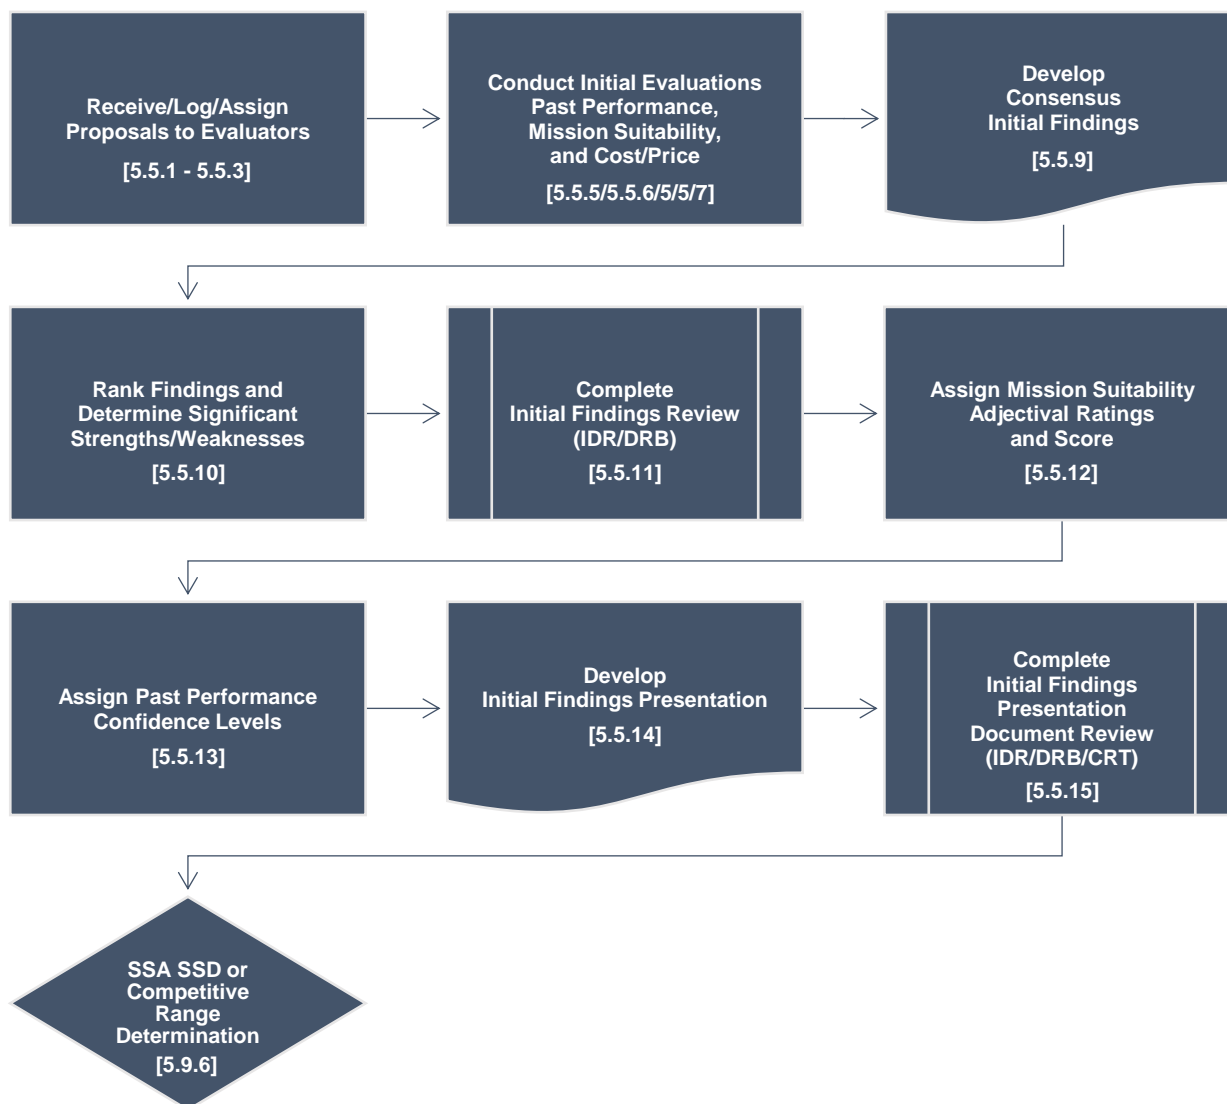 Receive/Log/Assign
Proposals to Evaluators
[5.5.1 - 5.5.3]
Conduct Initial Evaluations
Past Performance,
Mission Suitability,
and Cost/Price
[5.5.5/5.5.6/5/5/7]
Develop
Consensus
Initial Findings
[5.5.9]
Rank Findings and
Determine Significant
Strengths/Weaknesses
[5.5.10]
Complete
Initial Findings Review
(IDR/DRB)
[5.5.11]
Assign Mission Suitability
Adjectival Ratings
and Score
[5.5.12]
Assign Past Performance
Confidence Levels
[5.5.13]
Develop
Initial Findings Presentation
[5.5.14]
Complete
Initial Findings
Presentation
Document Review
(IDR/DRB/CRT)
[5.5.15]
SSA SSD or
Competitive
Range
Determination
[5.9.6]